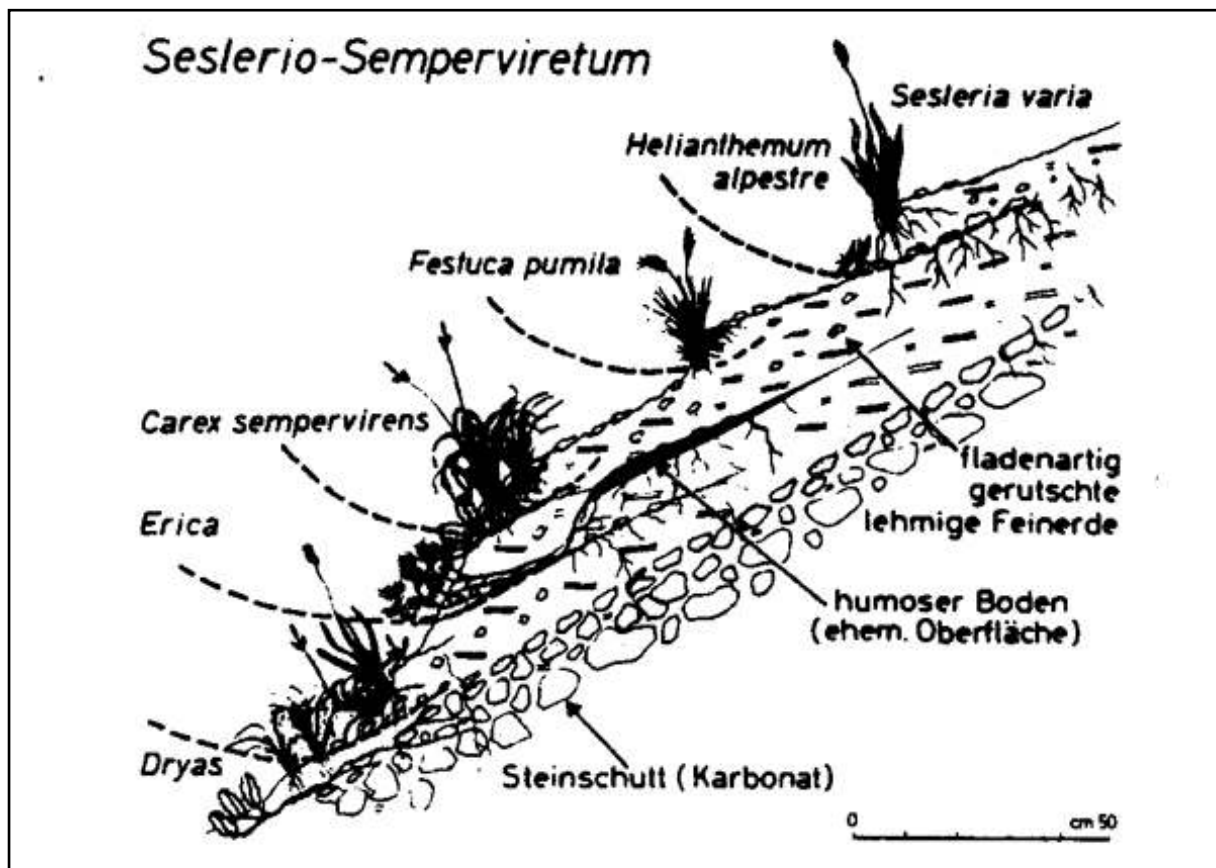 Seslerio-Semperviretum
Sesleria varia
Helianthemum
alpestre
Festuca pumila
Carex sempervirens
Erica
Dryas
fladenartig
gerutschte
lehmige Feinerde
humoser Boden
(ehem. Oberfläche)
Steinschutt (Karbonat)
0 cm 50